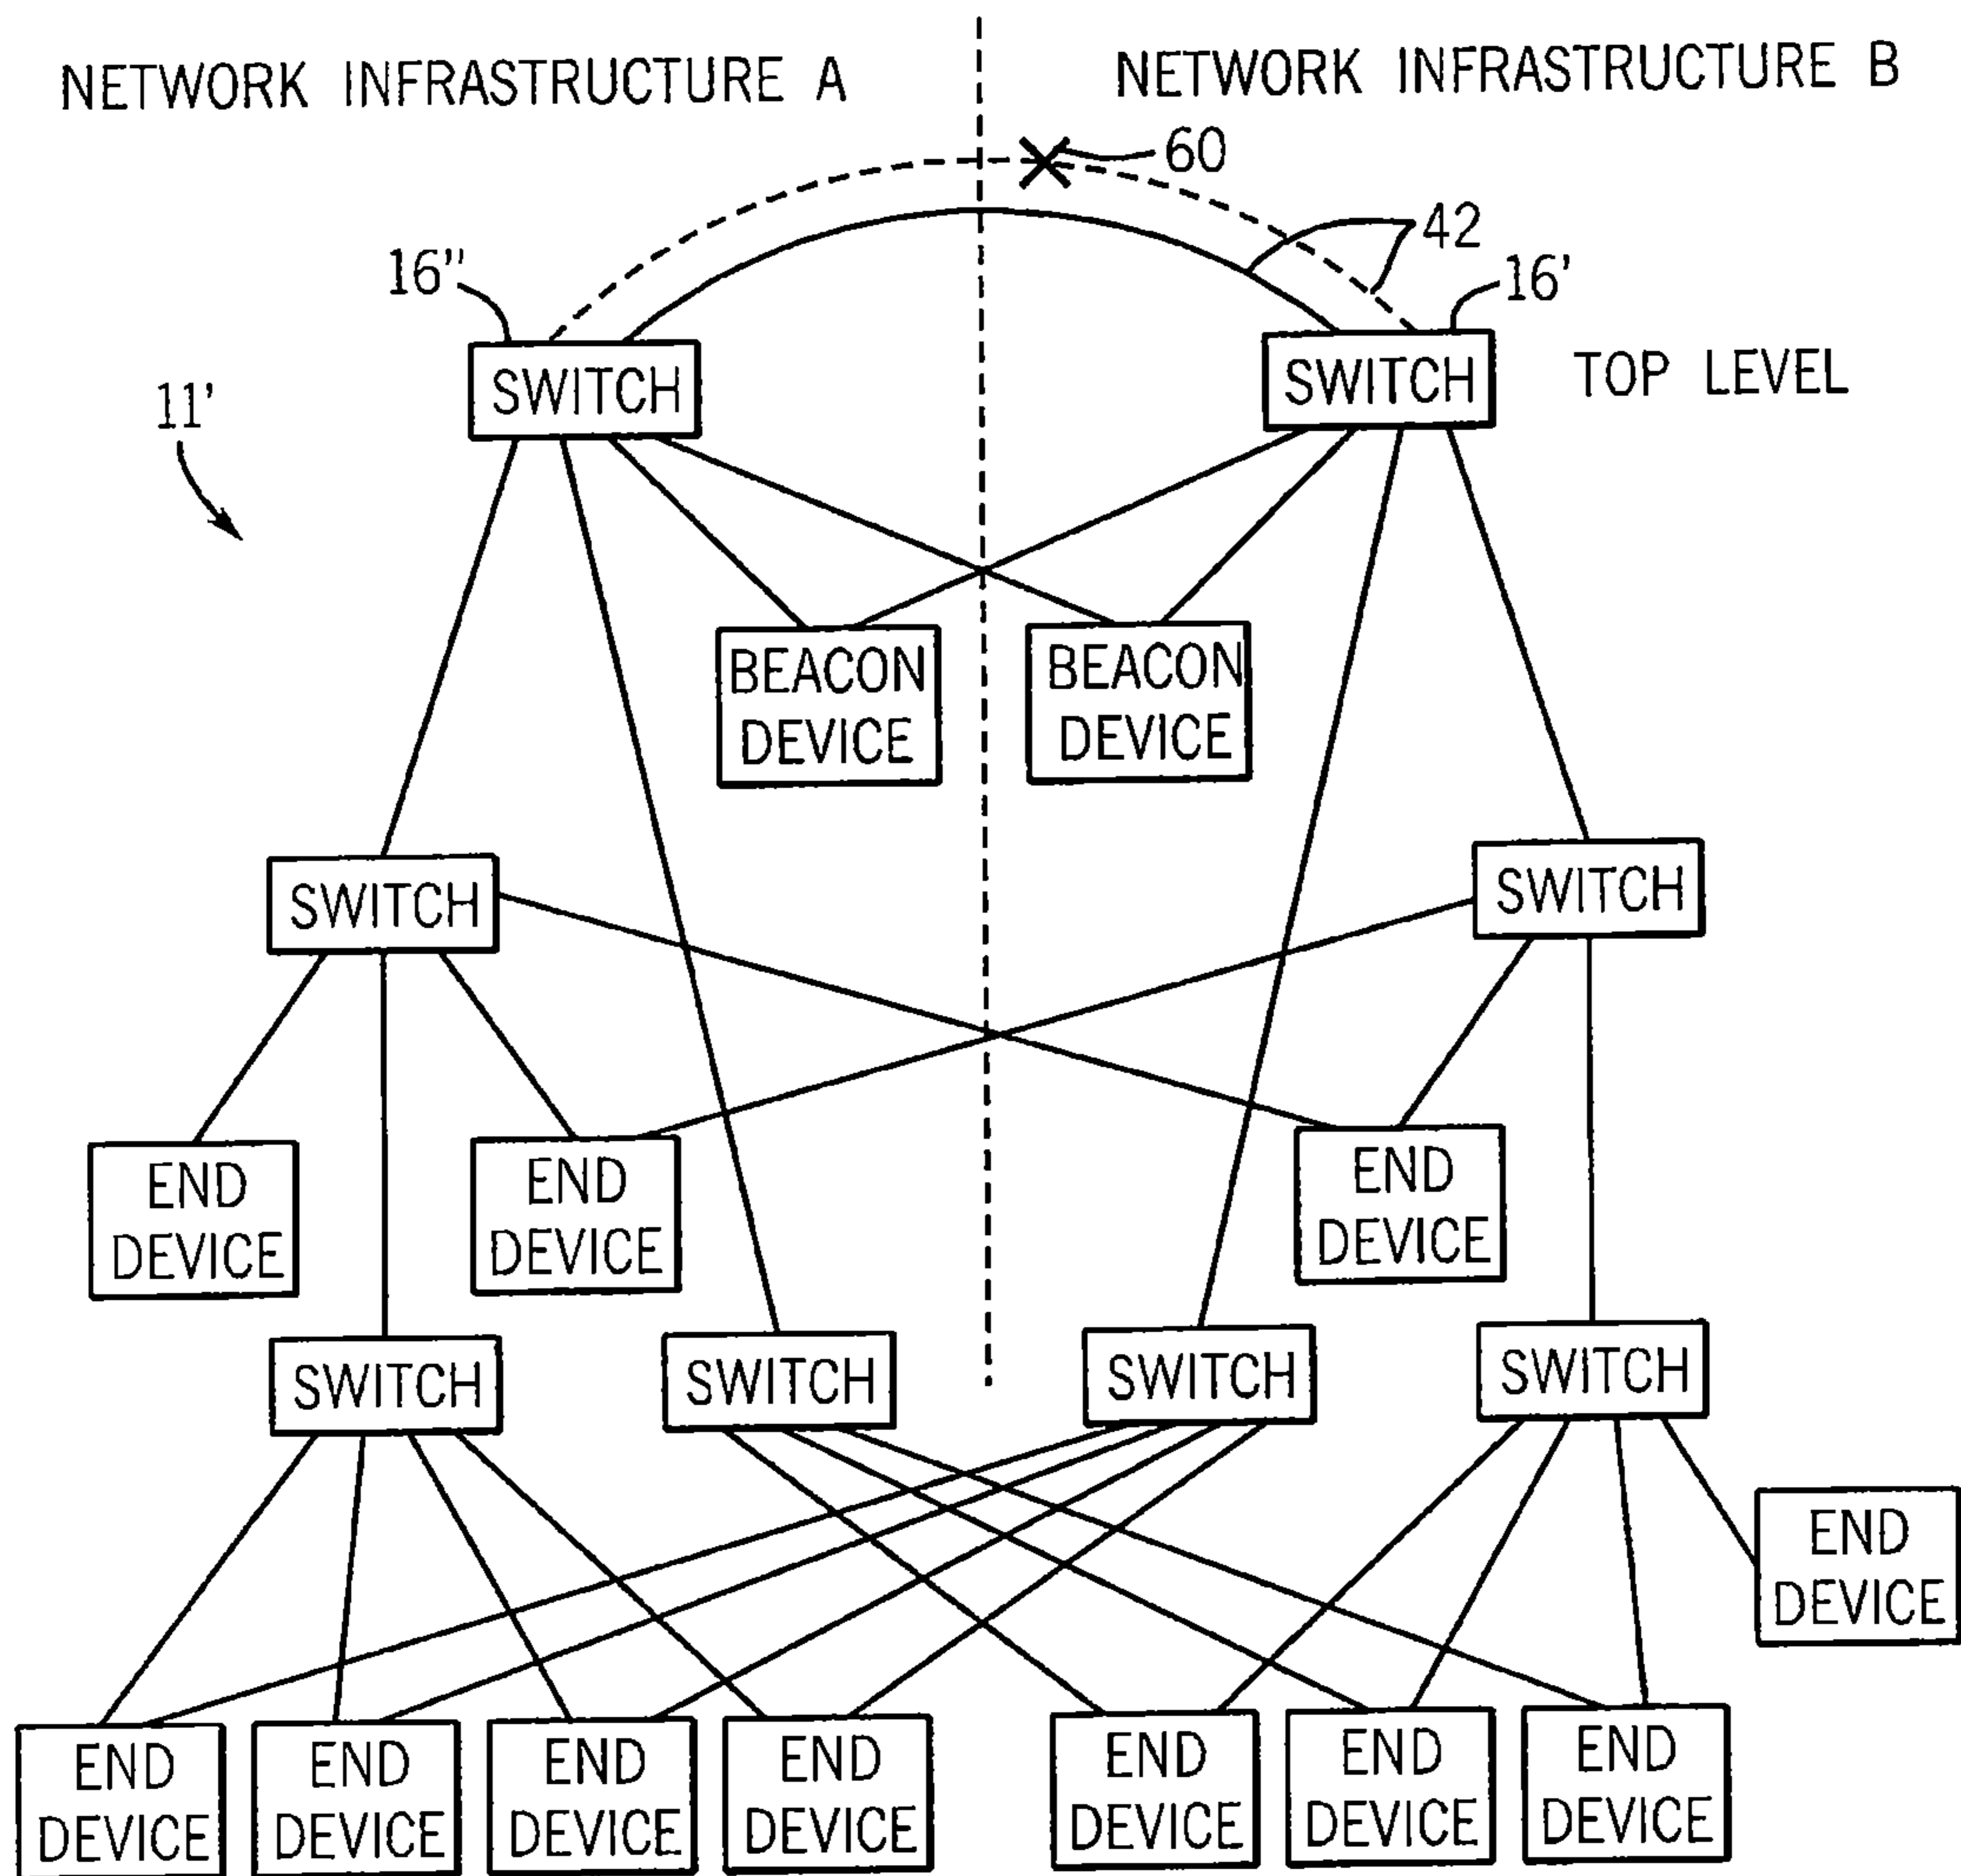 NETWORK INFRASTRUCTURE A
NETWORK INFRASTRUCTURE B
60
42
16"
16'
SWITCH
SWITCH
TOP LEVEL
11'
BEACON
DEVICE
BEACON
DEVICE
SWITCH
SWITCH
END
DEVICE
END
DEVICE
END
DEVICE
SWITCH
SWITCH
SWITCH
SWITCH
END
DEVICE
END
DEVICE
END
DEVICE
END
DEVICE
END
DEVICE
END
DEVICE
END
DEVICE
END
DEVICE